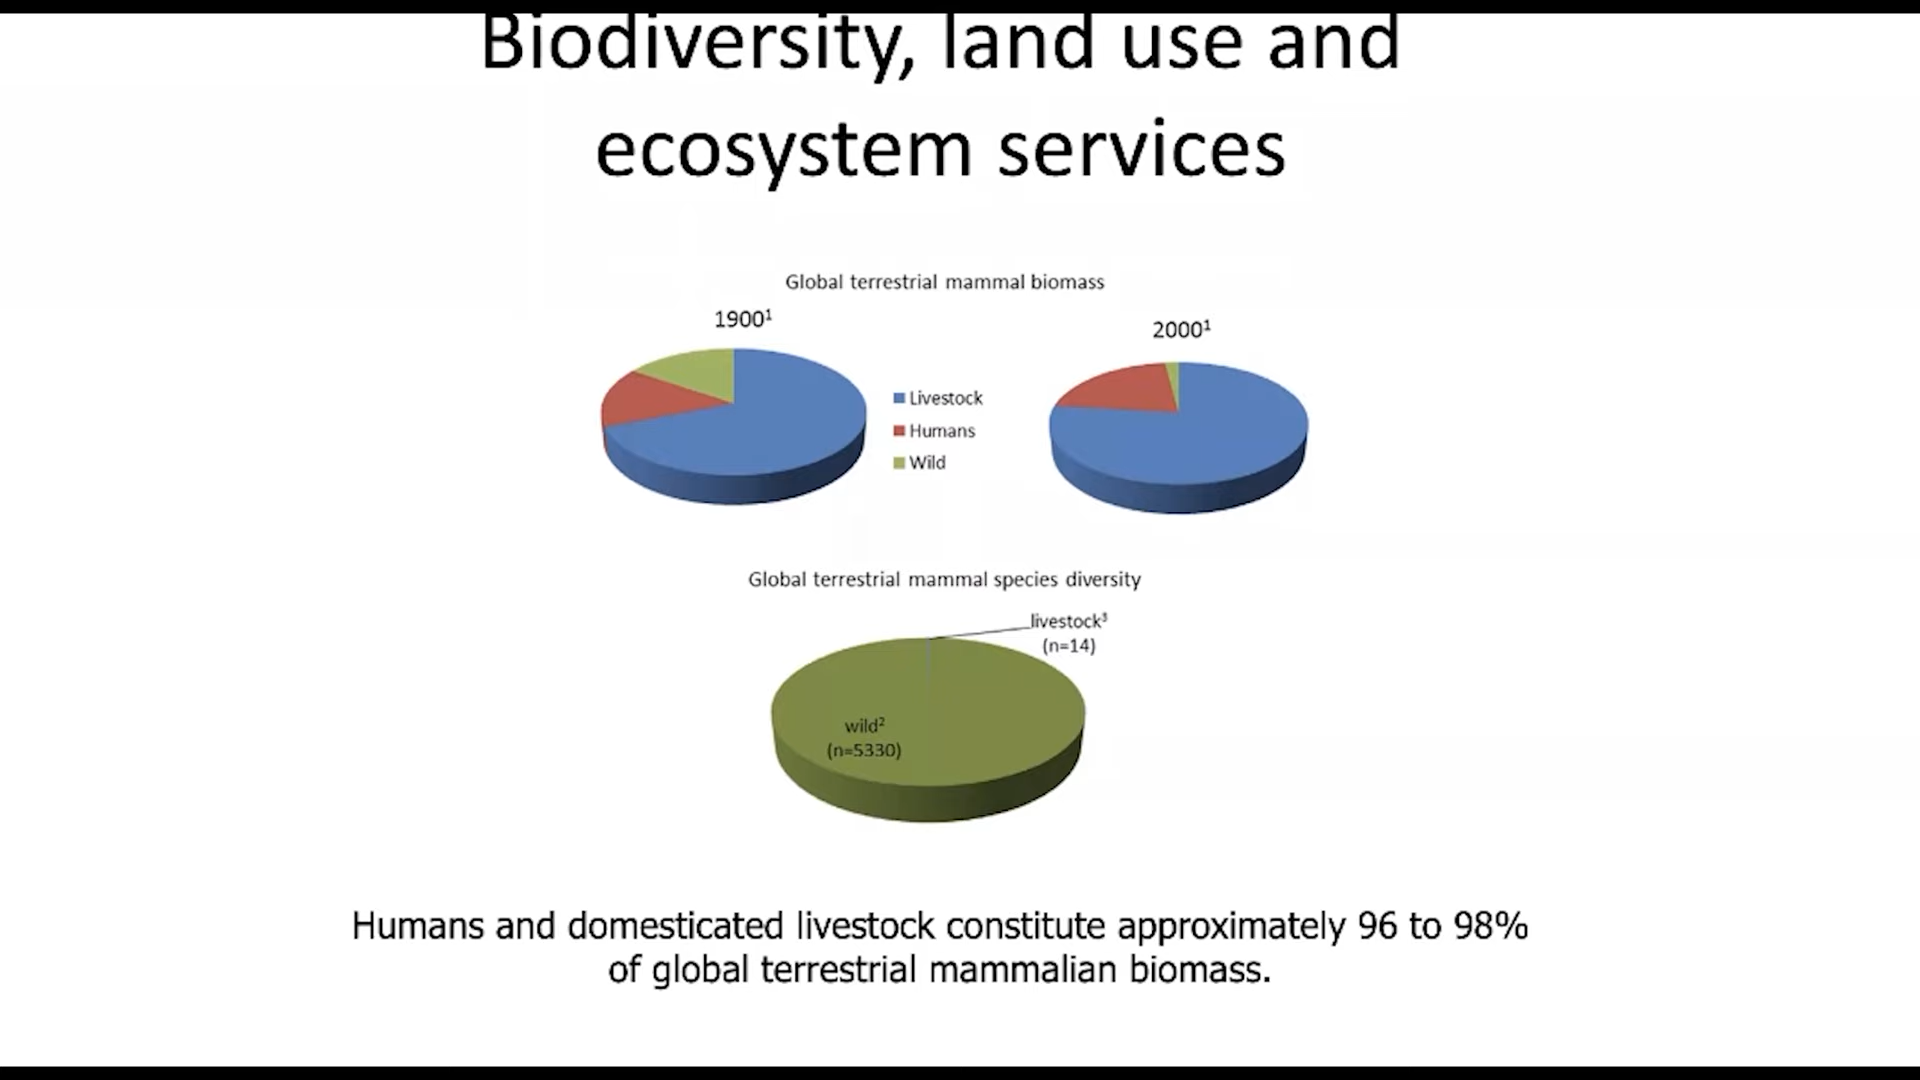 Biodiversity, land use and
ecosystem services
Global terrestrial mammal biomass
1900¹
2000¹
Livestock
Humans
Wild
Global terrestrial mammal species diversity
livestock³
(n=14)
wild²
(n=5330)
Humans and domesticated livestock constitute approximately 96 to 98%
of global terrestrial mammalian biomass.